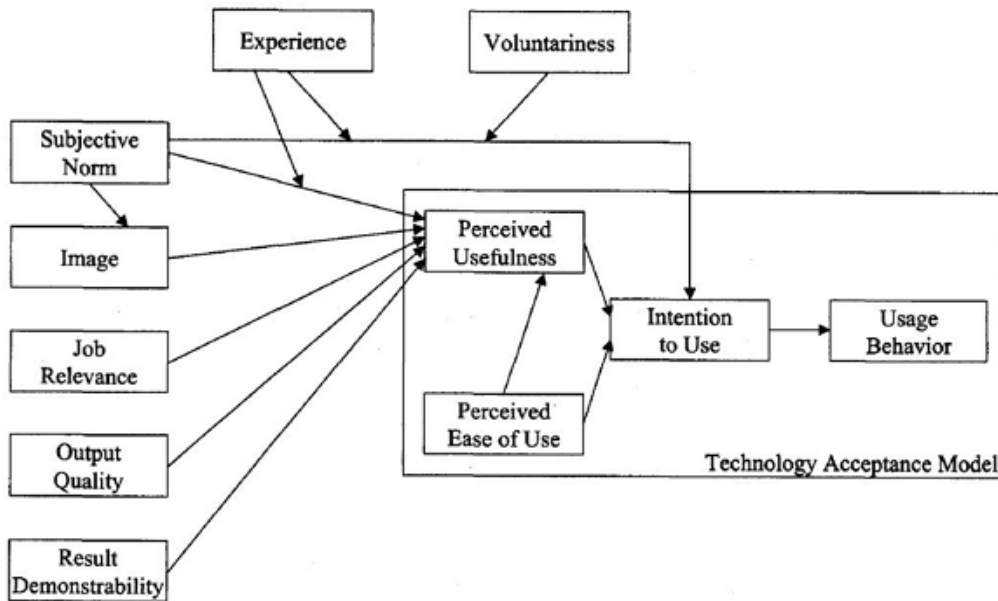 Experience
Voluntariness
Subjective
Norm
Image
Perceived
Usefulness
Job
Relevance
Intention
to Use
Usage
Behavior
Perceived
Ease of Use
Output
Quality
Technology Acceptance Model
Result
Demonstrability